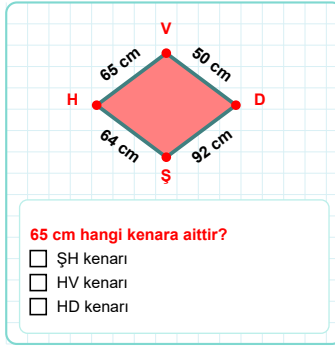 V
65 cm
50 cm
H
D
64 cm
92 cm
Ş
65 cm hangi kenara aittir?
ŞH kenarı
HV kenarı
HD kenarı